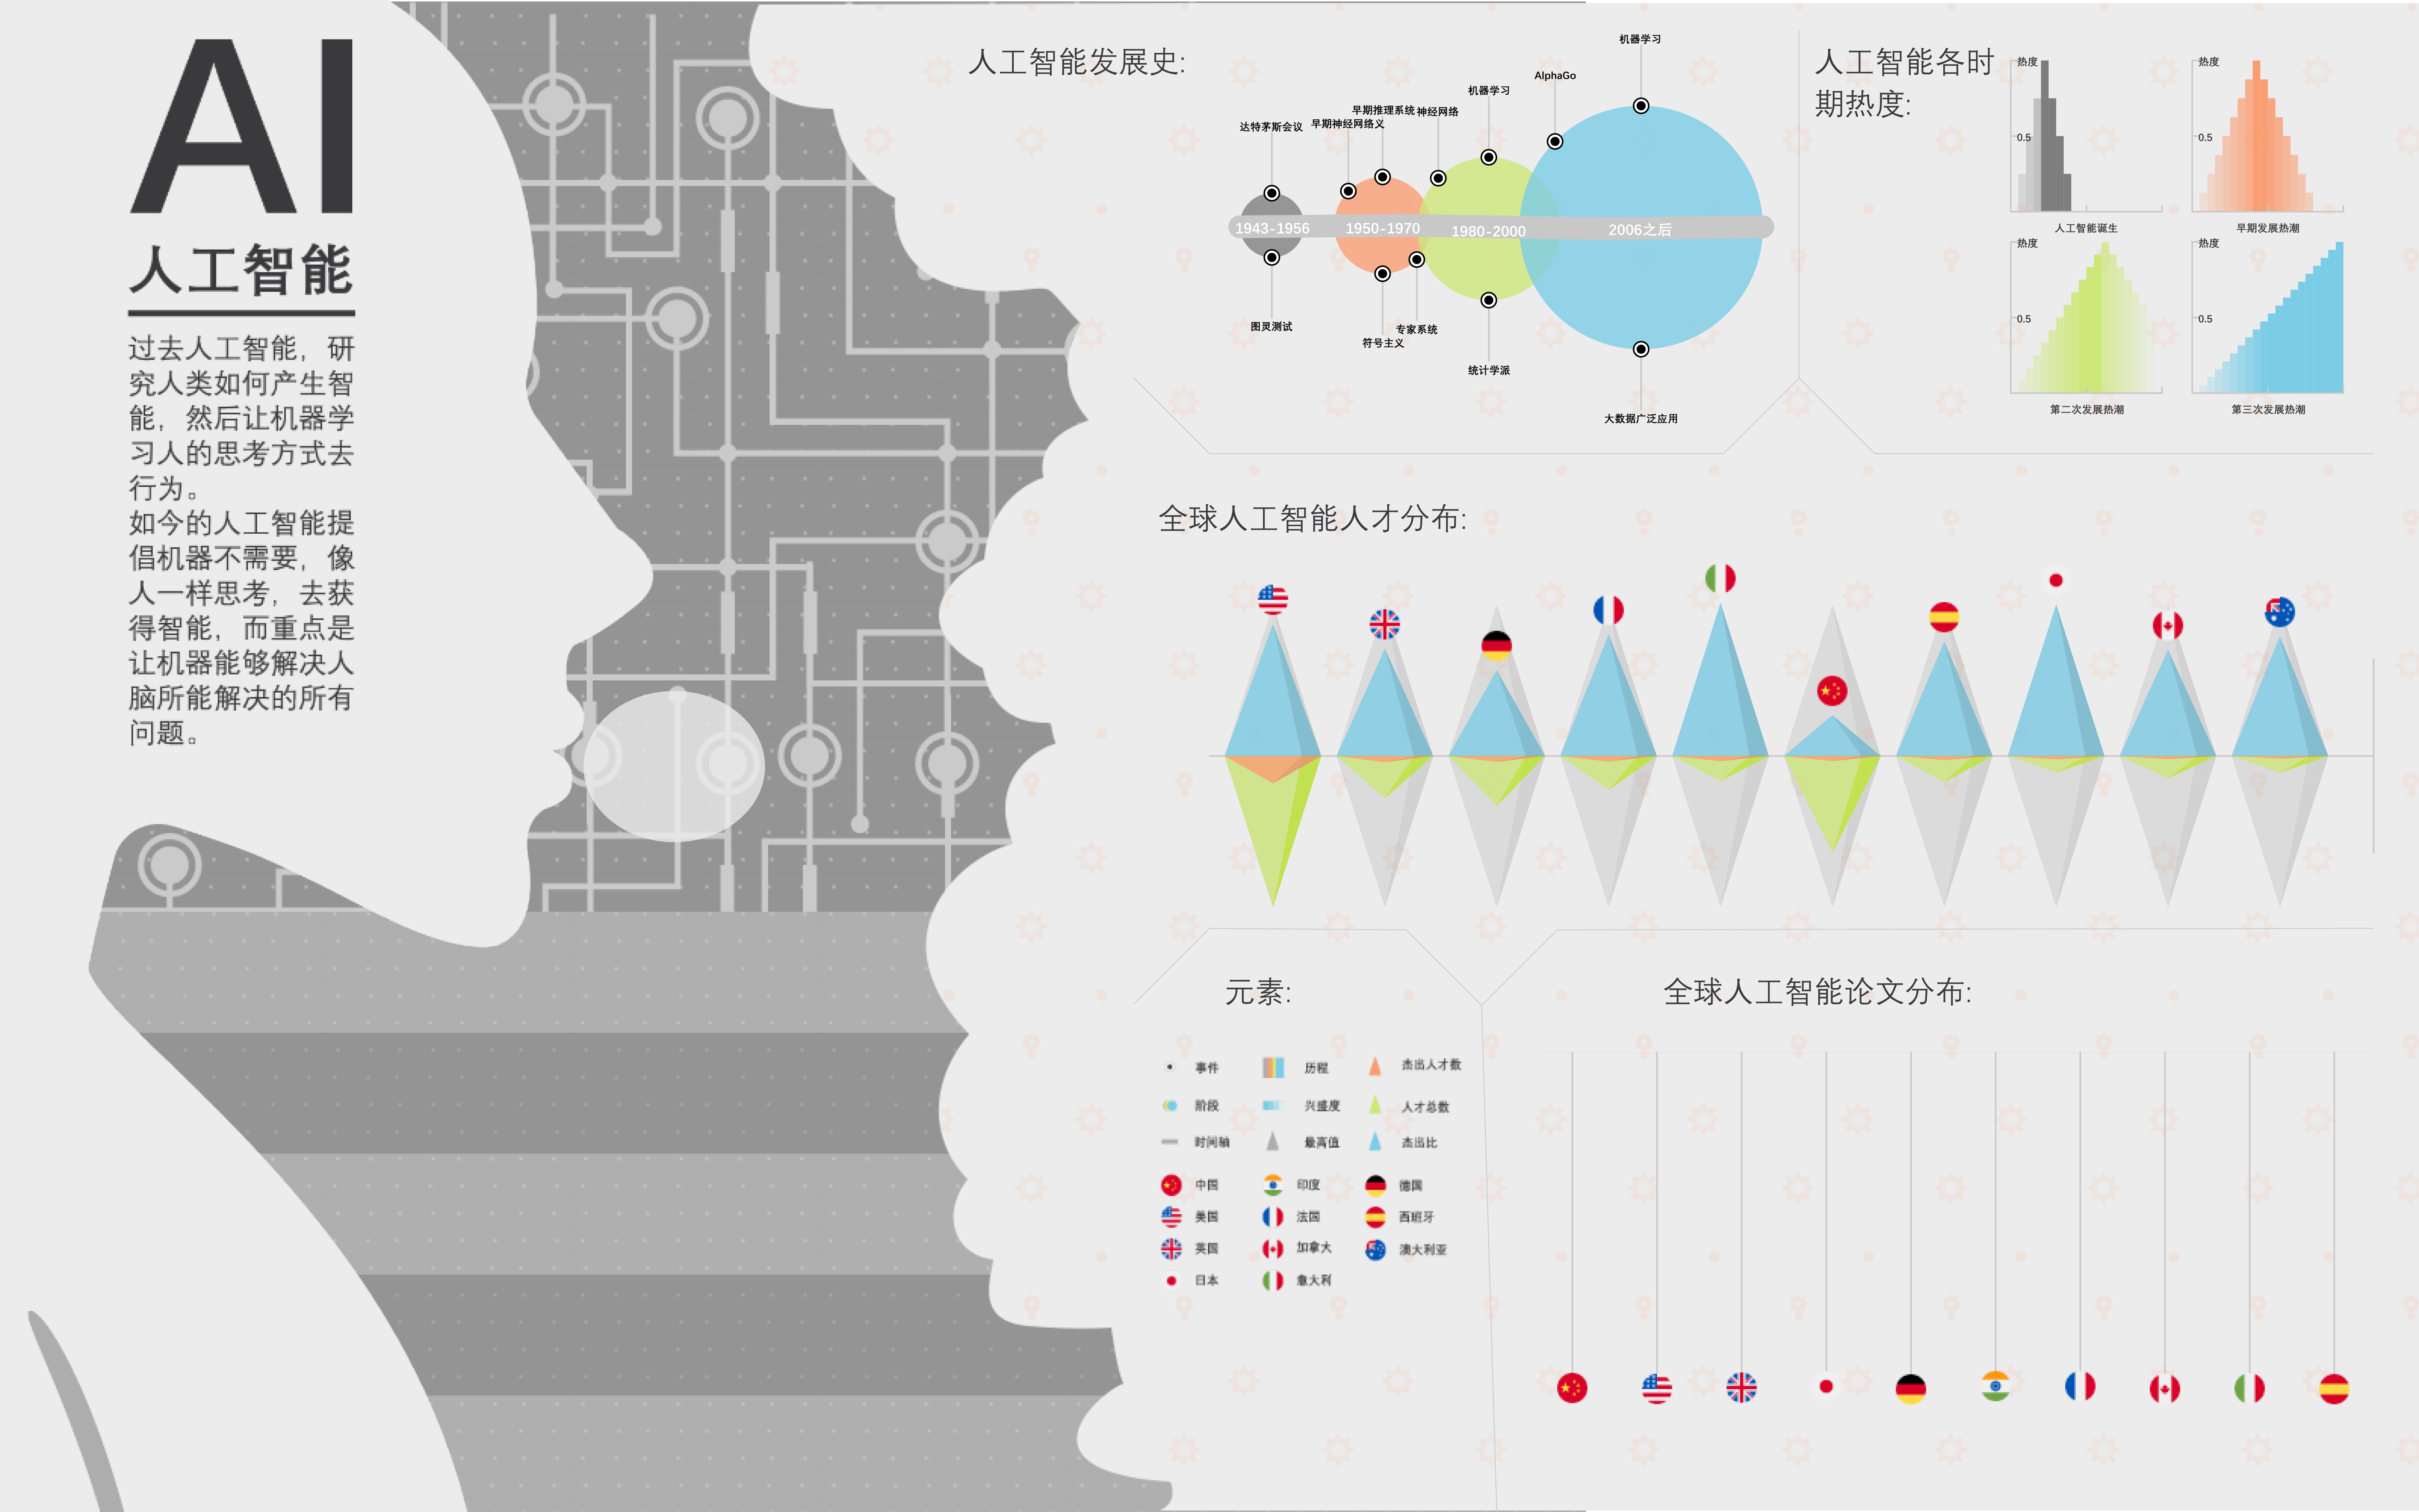 AI
人工智能
过去人工智能，研
究人类如何产生智
能，然后让机器学
习人的思考方式去
行为。
如今的人工智能提
倡机器不需要，像
人一样思考，去获
得智能，而重点是
让机器能够解决人
脑所能解决的所有
问题。
人工智能发展史:
机器学习
AlphaGo
机器学习
早期推理系统
神经网络
达特茅斯会议
早期神经网络义
1943-1956
1950-1970
1980-2000
2006之后
图灵测试
专家系统
符号主义
统计学派
大数据广泛应用
人工智能各时
期热度:
热度
0.5
人工智能诞生
热度
0.5
早期发展热潮
热度
0.5
第二次发展热潮
热度
0.5
第三次发展热潮
全球人工智能人才分布:
元素:
事件
历程
杰出人才数
阶段
兴盛度
人才总数
时间轴
最高值
杰出比
中国
印度
德国
美国
法国
西班牙
英国
加拿大
澳大利亚
日本
意大利
全球人工智能论文分布: